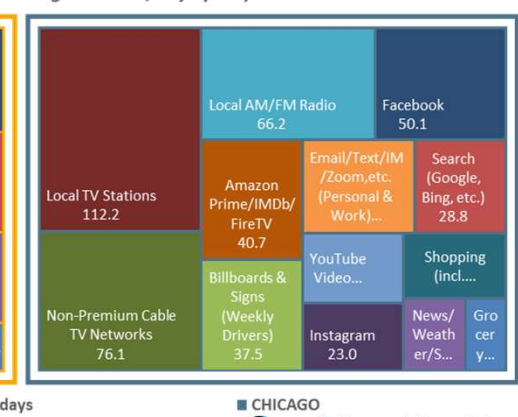 Local TV Stations
112.2
Local AM/FM Radio
66.2
Facebook
50.1
Amazon
Prime/IMDb/
FireTV
40.7
Email/Text/IM
/Zoom,etc.
(Personal &
Work)...
Search
(Google,
Bing, etc.)
28.8
Non-Premium Cable
TV Networks
76.1
Billboards &
Signs
(Weekly
Drivers)
37.5
YouTube
Video...
Shopping
(incl....
Instagram
23.0
News/
Weath
er/S...
Gro
cer
y...
days
CHICAGO